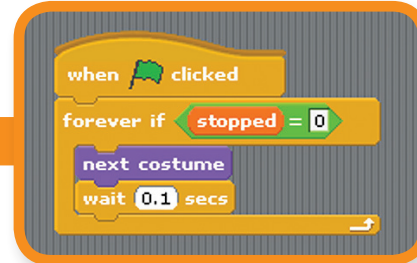 when clicked
forever if stopped = 0
next costume
wait 0.1 secs